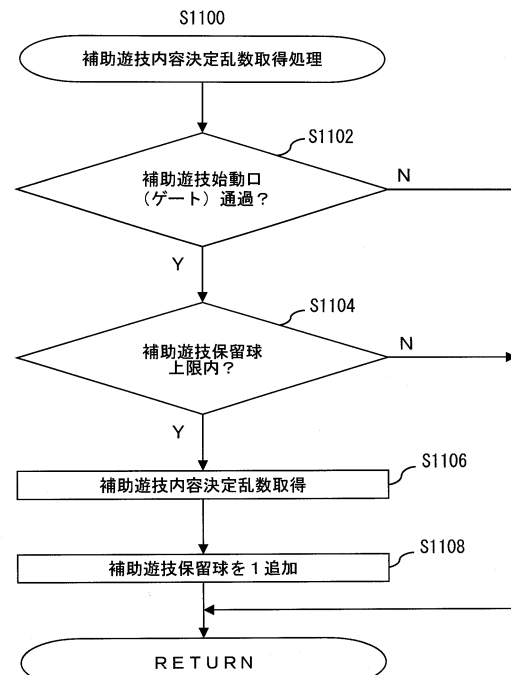 S1100
補助遊技内容決定乱数取得処理
S1102
補助遊技始動口
（ゲート）通過？
N
Y
S1104
補助遊技保留球
上限内？
N
Y
S1106
補助遊技内容決定乱数取得
S1108
補助遊技保留球を１追加
ＲＥＴＵＲＮ